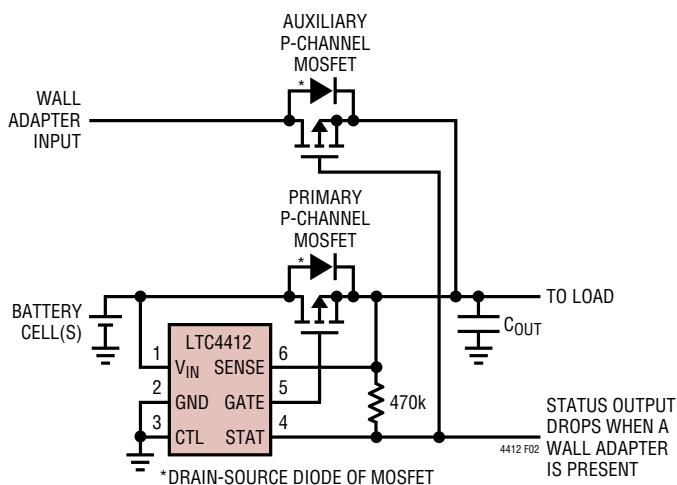 AUXILIARY
P-CHANNEL
MOSFET
*
WALL
ADAPTER
INPUT
PRIMARY
P-CHANNEL
MOSFET
*
BATTERY
CELL(S)
TO LOAD
COUT
LTC4412
1 VIN SENSE 6
2 GND GATE 5
3 CTL STAT 4
470k
STATUS OUTPUT
DROPS WHEN A
WALL ADAPTER
IS PRESENT
4412 F02
*DRAIN-SOURCE DIODE OF MOSFET